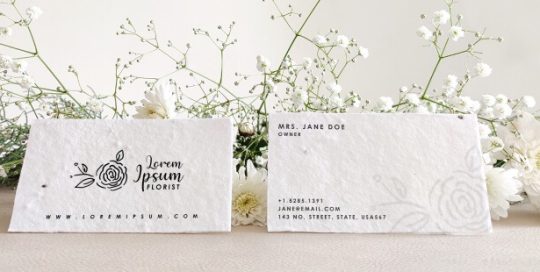 Lorem
Ipsum
FLORIST
WWW.LOREMIPSUM.COM
MRS. JANE DOE
OWNER
+1.6285.1391
JANE@EMAIL.COM
143 NO. STREET, STATE, USA567